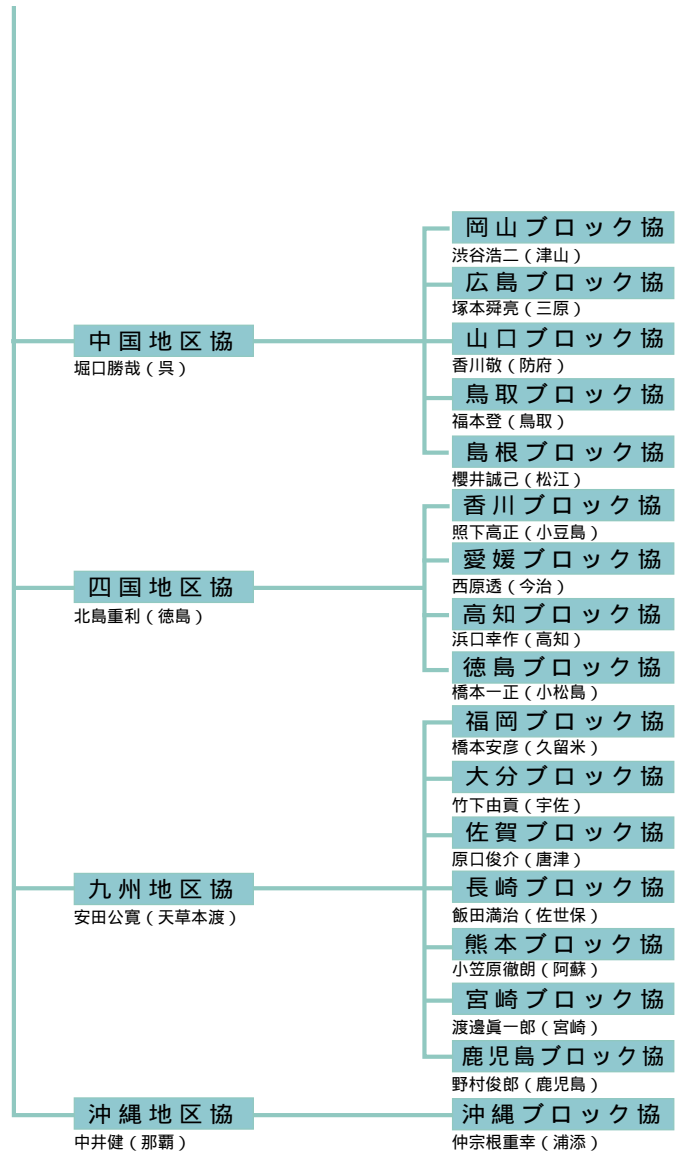 中国地区協
堀口勝哉（呉）
岡山ブロック協
渋谷浩二（津山）
広島ブロック協
塚本舜亮（三原）
山口ブロック協
香川敬（防府）
鳥取ブロック協
福本登（鳥取）
島根ブロック協
櫻井誠己（松江）
四国地区協
北島重利（徳島）
香川ブロック協
照下高正（小豆島）
愛媛ブロック協
西原透（今治）
高知ブロック協
浜口幸作（高知）
徳島ブロック協
橋本一正（小松島）
九州地区協
安田公寛（天草本渡）
福岡ブロック協
橋本安彦（久留米）
大分ブロック協
竹下由貢（宇佐）
佐賀ブロック協
原口俊介（唐津）
長崎ブロック協
飯田満治（佐世保）
熊本ブロック協
小笠原徹朗（阿蘇）
宮崎ブロック協
渡邊眞一郎（宮崎）
鹿児島ブロック協
野村俊郎（鹿児島）
沖縄地区協
中井健（那覇）
沖縄ブロック協
仲宗根重幸（浦添）